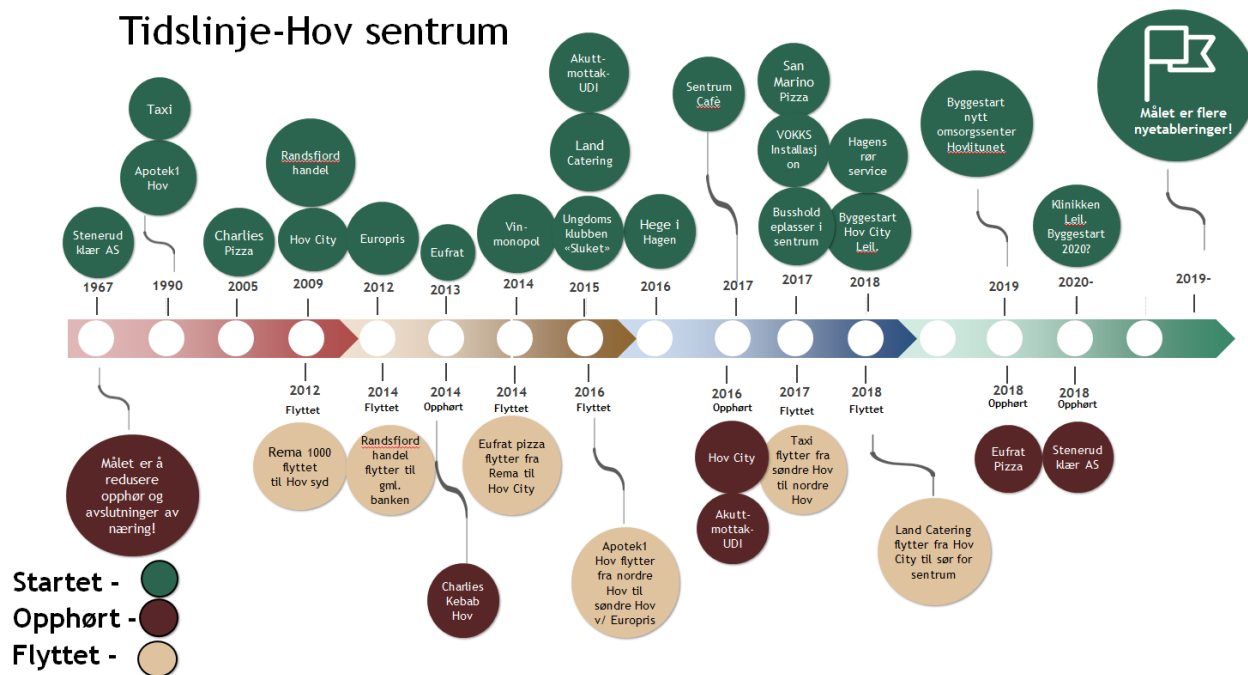 Tidslinje-Hov sentrum
Taxi
Apotek1
Hov
Stenerud
klær AS
Charlies
Pizza
Randsfjord
handel
Hov City
Europris
Eufrat
Vin-
monopol
Akutt-
mottak-
UDI
Land
Catering
Ungdoms
klubben
«Sluket»
Hege i
Hagen
Sentrum
Cafè
San
Marino
Pizza
VOKKS
Installasj
on
Busshold
eplasser i
sentrum
Hagens
rør
service
Byggestart
Hov City
Leil.
Byggestart
nytt
omsorgssenter
Hovlitunet
Klinikken
Leil.
Byggestart
2020?
Målet er flere
nyetableringer!
1967
1990
2005
2009
2012
2013
2014
2015
2016
2017
2017
2018
2019
2020-
2019-
2012
Flyttet
2014
Flyttet
2014
Opphørt
2014
Flyttet
2016
Flyttet
2016
Opphørt
2017
Flyttet
2018
Flyttet
2018
Opphørt
2018
Opphørt
Målet er å
redusere
opphør og
avslutninger av
næring!
Rema 1000
flyttet
til Hov syd
Randsfjord
handel
flytter til
gml.
banken
Charlies
Kebab
Hov
Eufrat pizza
flytter fra
Rema til
Hov City
Apotek1
Hov flytter
fra nordre
Hov til
søndre Hov
v/ Europris
Hov City
Akutt-
mottak-
UDI
Taxi
flytter fra
søndre Hov
til nordre
Hov
Land Catering
flytter fra Hov
City til sør for
sentrum
Eufrat
Pizza
Stenerud
klær AS
Startet -
Opphørt -
Flyttet -